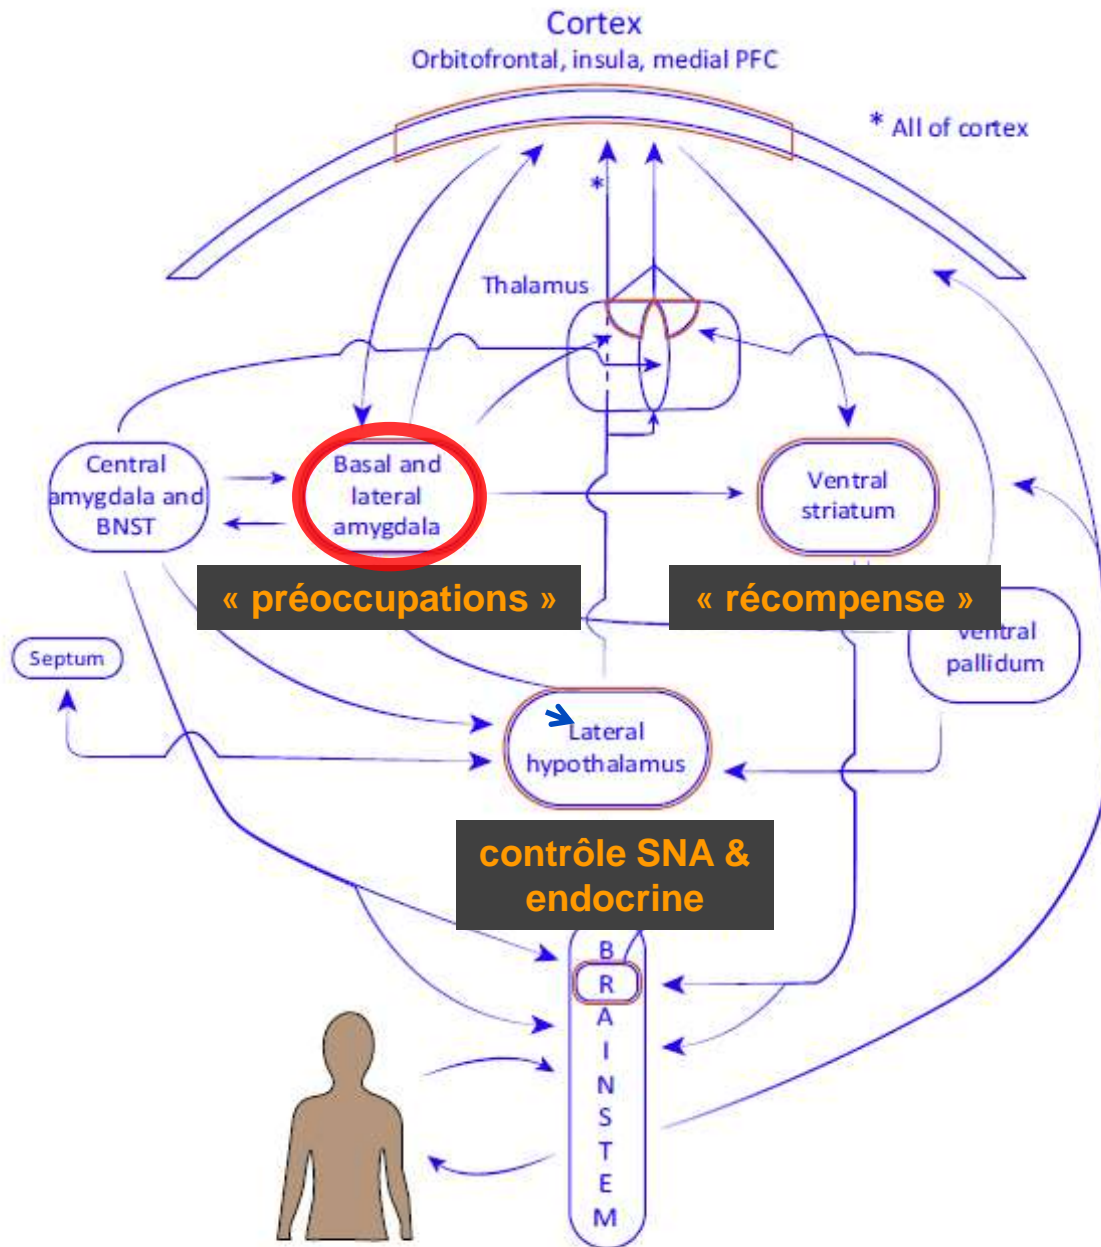 Cortex
Orbitofrontal, insula, medial PFC
* All of cortex
*
Thalamus
Central
amygdala and
BNST
Basal and
lateral
amygdala
Ventral
striatum
« préoccupations »
« récompense »
Septum
Ventral
pallidum
Lateral
hypothalamus
contrôle SNA &
endocrine
B
R
A
I
N
S
T
E
M